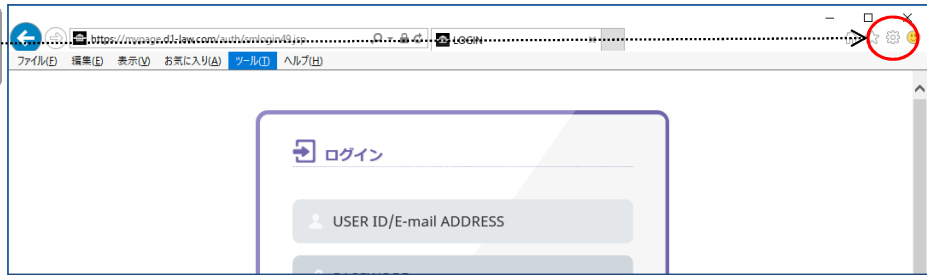 https://mypage.d1-law.com/auth/smlogin49.jsp LOGIN
ファイル(F) 編集(E) 表示(V) お気に入り(A) ツール(T) ヘルプ(H)
ログイン
USER ID/E-mail ADDRESS